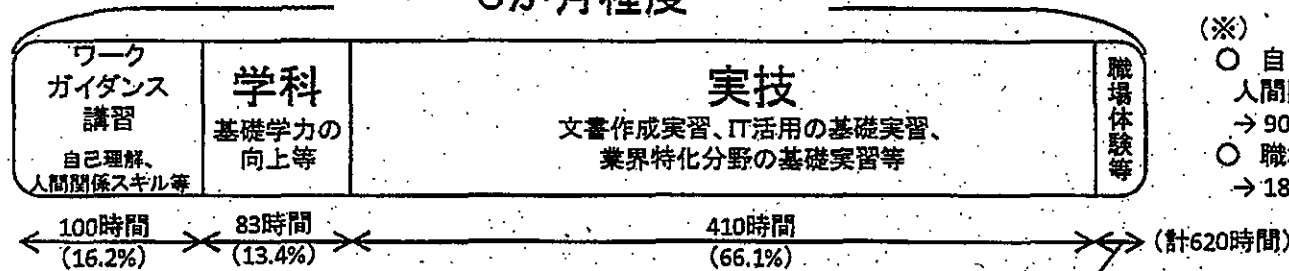 ワーク
ガイダンス
講習
自己理解、
人間関係スキル等
学科
基礎学力の
向上等
実技
文書作成実習、IT活用の基礎実習、
業界特化分野の基礎実習等
職場体験等
(※)
○ 自
人間
→ 90
○ 職
→ 18
100時間
(16.2%)
83時間
(13.4%)
410時間
(66.1%)
(計620時間)